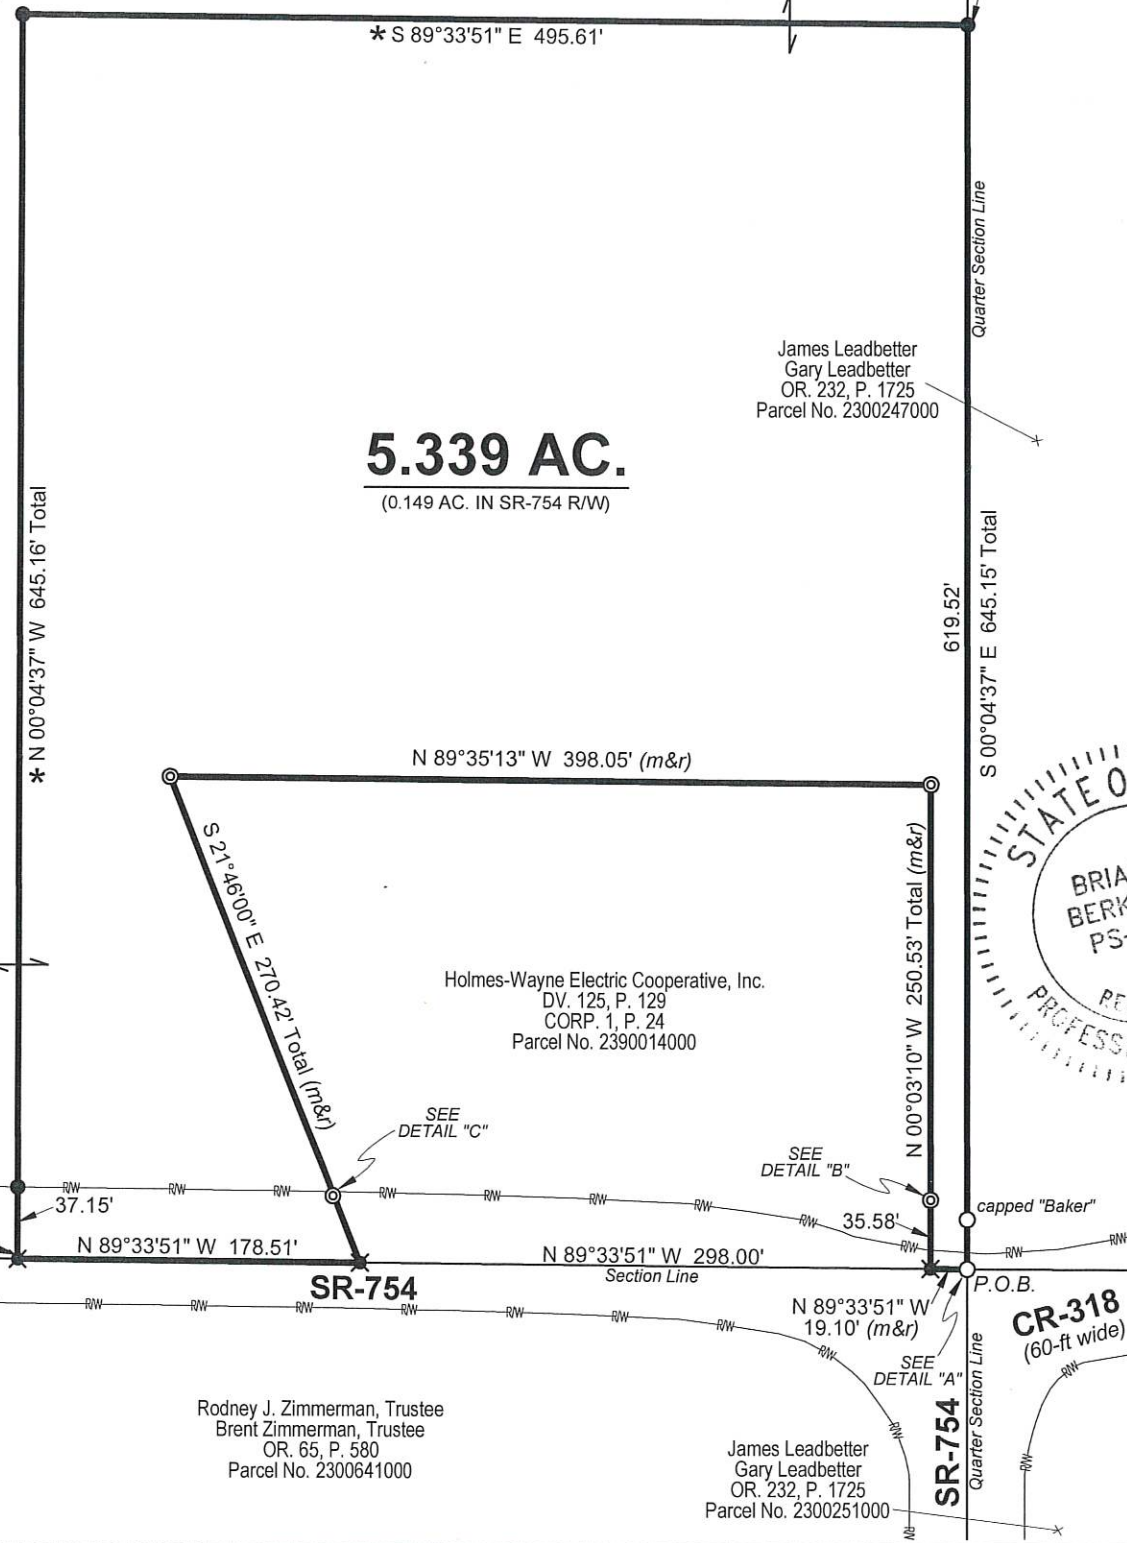 * S 89°33'51" E 495.61'
Quarter Section Line
James Leadbetter
Gary Leadbetter
OR. 232, P. 1725
Parcel No. 2300247000
5.339 AC.
(0.149 AC. IN SR-754 R/W)
* N 00°04'37" W 645.16' Total
619.52'
S 00°04'37" E 645.15' Total
N 89°35'13" W 398.05' (m&r)
S 21°46'00" E 270.42' Total (m&r)
N 00°03'10" W 250.53' Total (m&r)
STATE O
BRIA
BERK
PS-
RE
PROFESS
Holmes-Wayne Electric Cooperative, Inc.
DV. 125, P. 129
CORP. 1, P. 24
Parcel No. 2390014000
SEE
DETAIL "C"
SEE
DETAIL "B"
R/W R/W R/W R/W R/W R/W R/W R/W R/W R/W R/W
37.15'
35.58'
capped "Baker"
N 89°33'51" W 178.51'
N 89°33'51" W 298.00'
Section Line
SR-754
P.O.B.
N 89°33'51" W
19.10' (m&r)
CR-318
(60-ft wide)
R/W R/W R/W R/W R/W R/W R/W R/W R/W R/W R/W R/W
SEE
DETAIL "A"
SR-754
Quarter Section Line
Rodney J. Zimmerman, Trustee
Brent Zimmerman, Trustee
OR. 65, P. 580
Parcel No. 2300641000
James Leadbetter
Gary Leadbetter
OR. 232, P. 1725
Parcel No. 2300251000